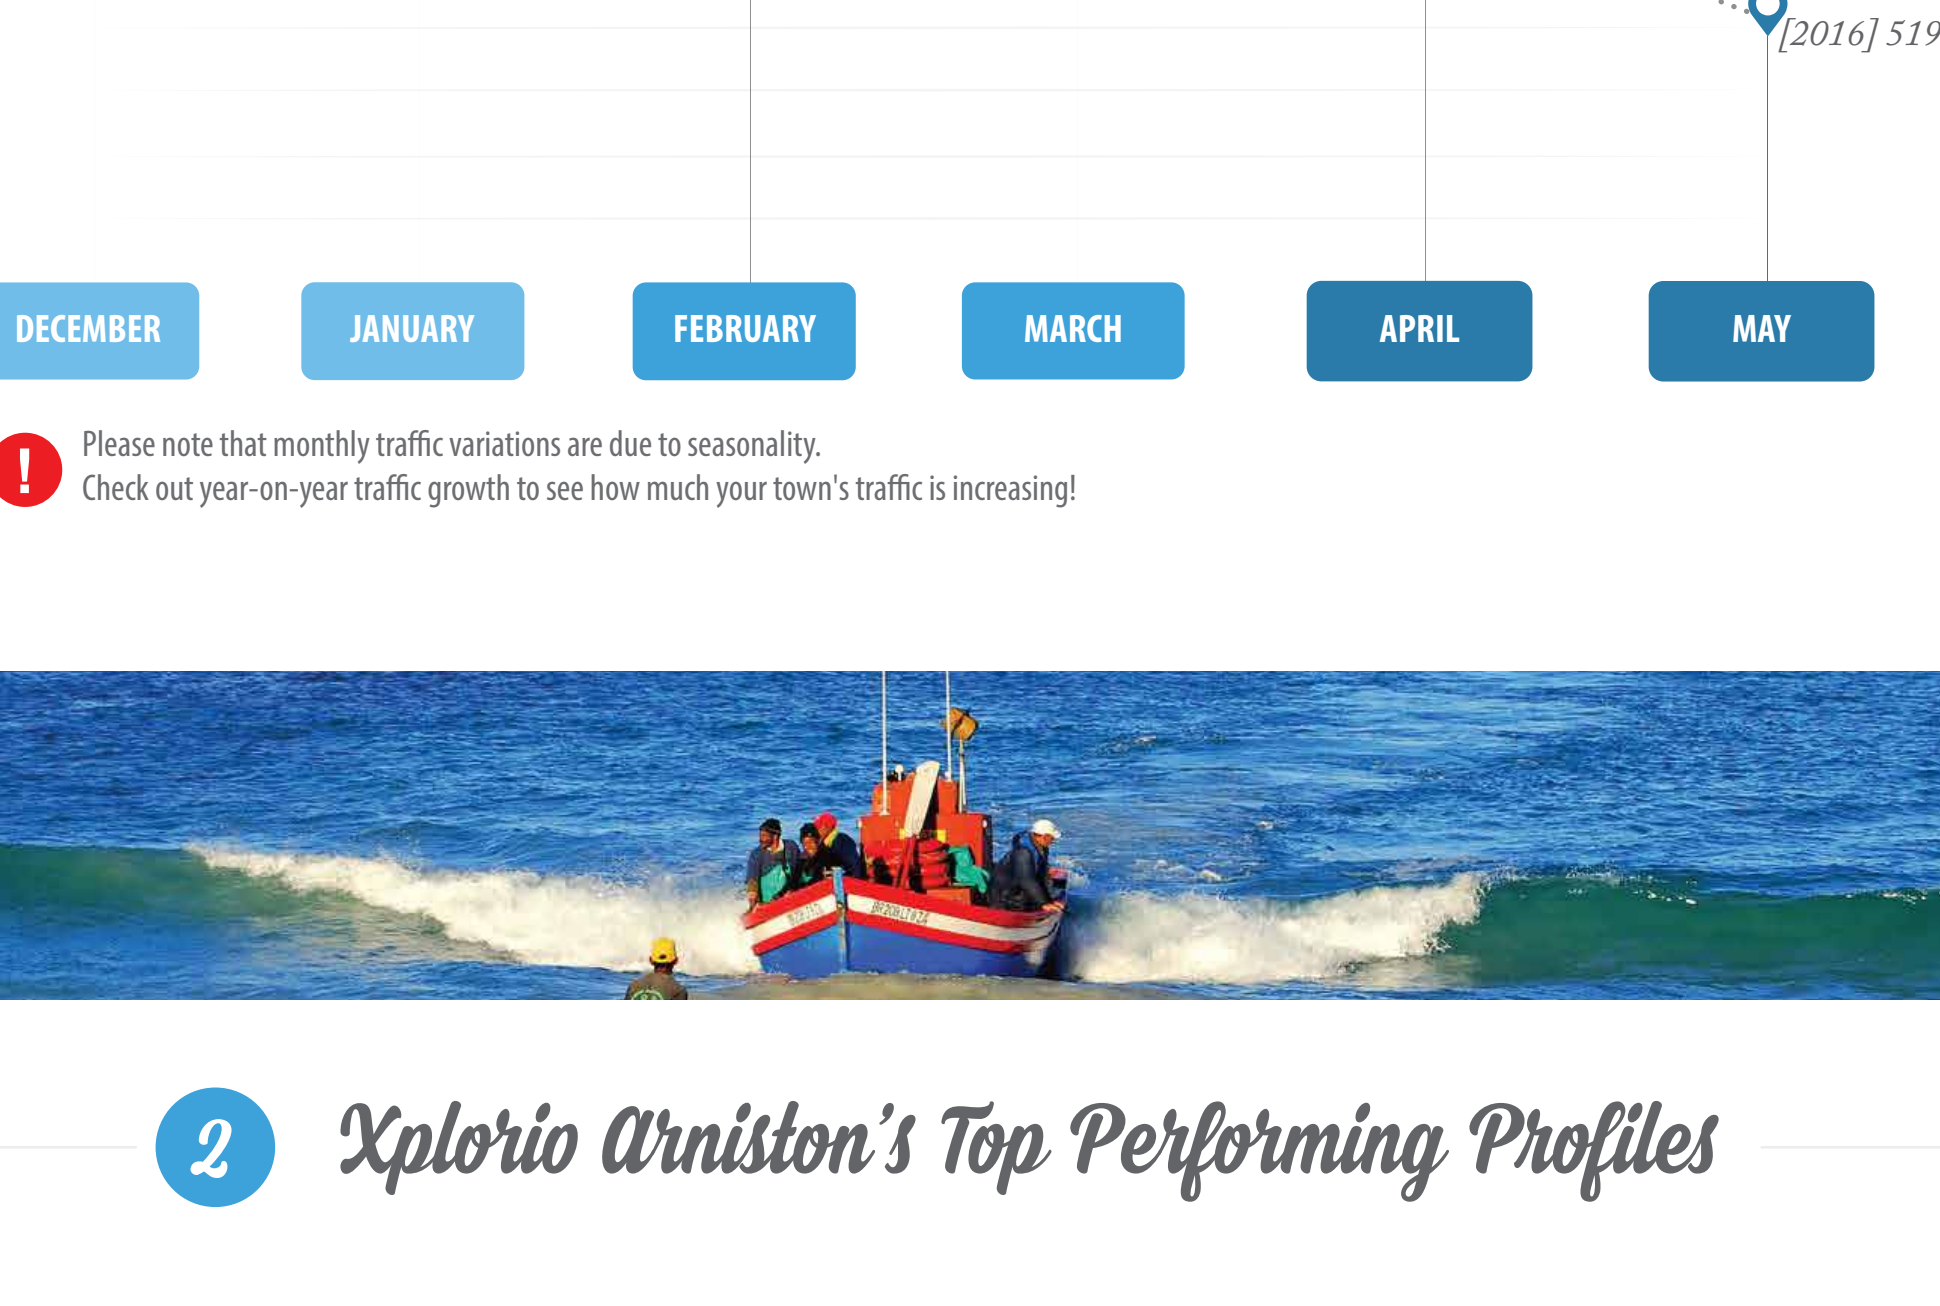 [2016] 519
DECEMBER JANUARY FEBRUARY MARCH APRIL MAY
!
Please note that monthly traffic variations are due to seasonality.
Check out year-on-year traffic growth to see how much your town's traffic is increasing!
2 Xplorio Arniston's Top Performing Profiles